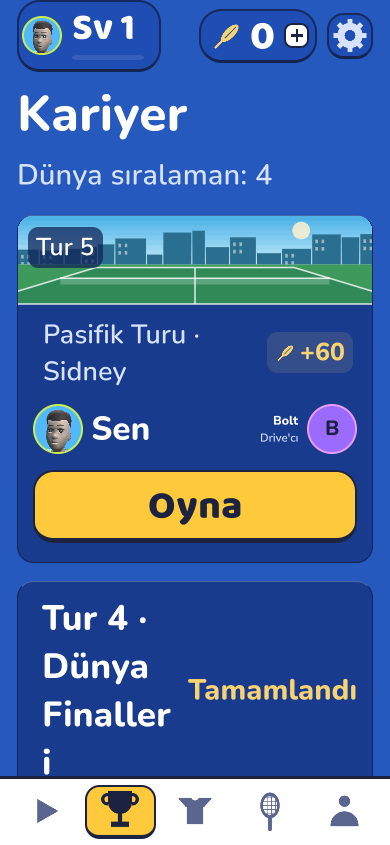 Sv 1
0
Kariyer
Dünya sıralaman: 4
Tur 5
Pasifik Turu ·
Sidney
+60
Sen
Bolt
Drive'cı
B
Oyna
Tur 4 ·
Dünya
Finaller
i
Tamamlandı